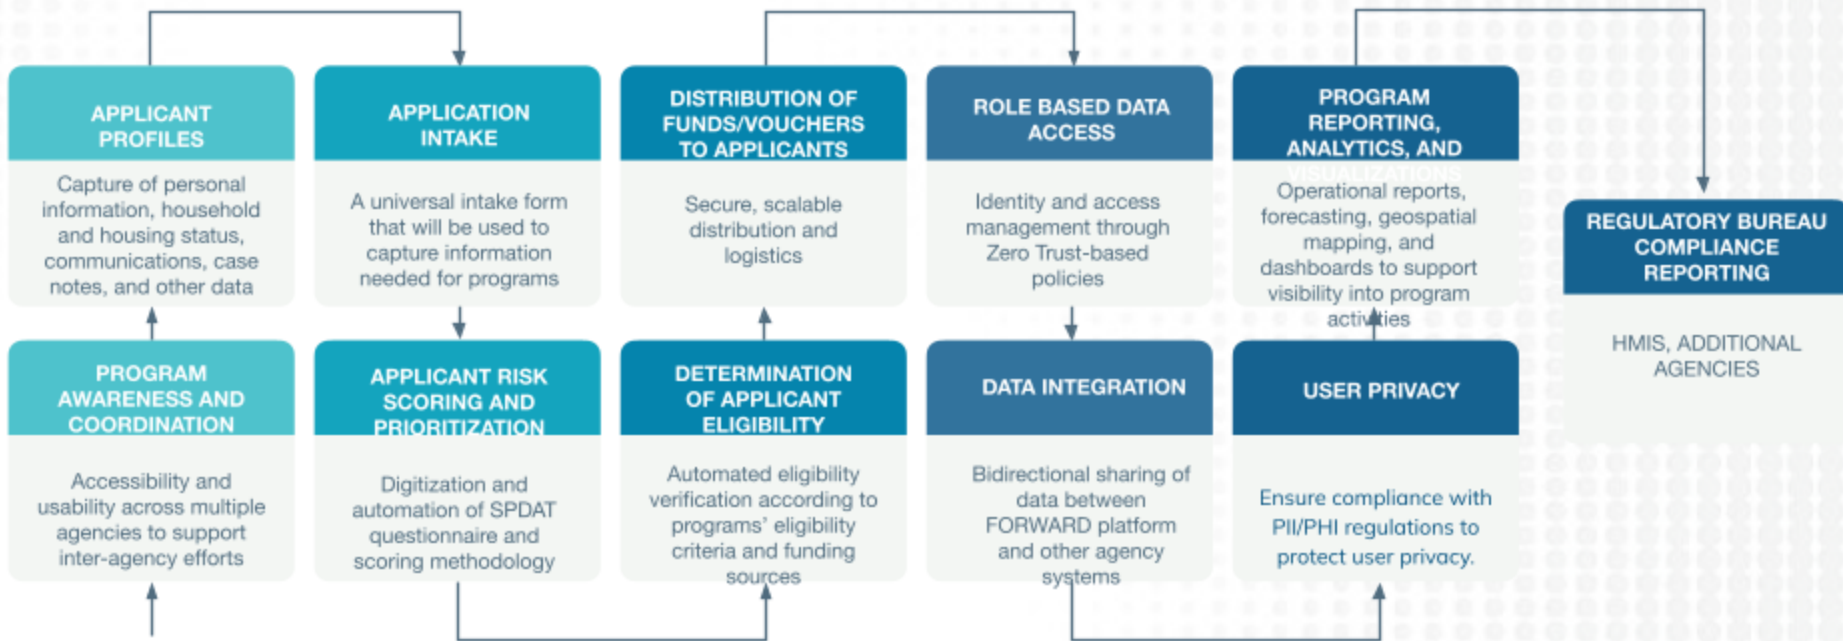 APPLICANT
PROFILES
Capture of personal
information, household
and housing status,
communications, case
notes, and other data
APPLICATION
INTAKE
A universal intake form
that will be used to
capture information
needed for programs
DISTRIBUTION OF
FUNDS/VOUCHERS
TO APPLICANTS
Secure, scalable
distribution and
logistics
ROLE BASED DATA
ACCESS
Identity and access
management through
Zero Trust-based
policies
PROGRAM
REPORTING,
ANALYTICS, AND
VISUALIZATIONS
Operational reports,
forecasting, geospatial
mapping, and
dashboards to support
visibility into program
activities
REGULATORY BUREAU
COMPLIANCE
REPORTING
HMIS, ADDITIONAL
AGENCIES
PROGRAM
AWARENESS AND
COORDINATION
Accessibility and
usability across multiple
agencies to support
inter-agency efforts
APPLICANT RISK
SCORING AND
PRIORITIZATION
Digitization and
automation of SPDAT
questionnaire and
scoring methodology
DETERMINATION
OF APPLICANT
ELIGIBILITY
Automated eligibility
verification according to
programs’ eligibility
criteria and funding
sources
DATA INTEGRATION
Bidirectional sharing of
data between
FORWARD platform
and other agency
systems
USER PRIVACY
Ensure compliance with
PII/PHI regulations to
protect user privacy.